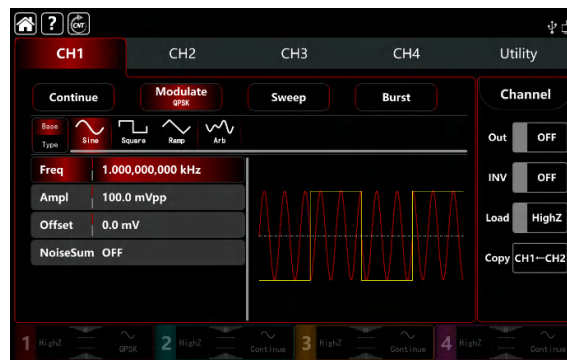 ? CNT
CH1 CH2 CH3 CH4 Utility
Continue Modulate Sweep Burst Channel
QPSK
Base
Type Sine Square Ramp Arb
Out OFF
Freq 1.000,000,000 kHz
INV OFF
Ampl 100.0 mVpp
Offset 0.0 mV
Load HighZ
NoiseSum OFF
Copy CH1←CH2
1 HighZ QPSK 2 HighZ Continue 3 HighZ Continue 4 HighZ Continue